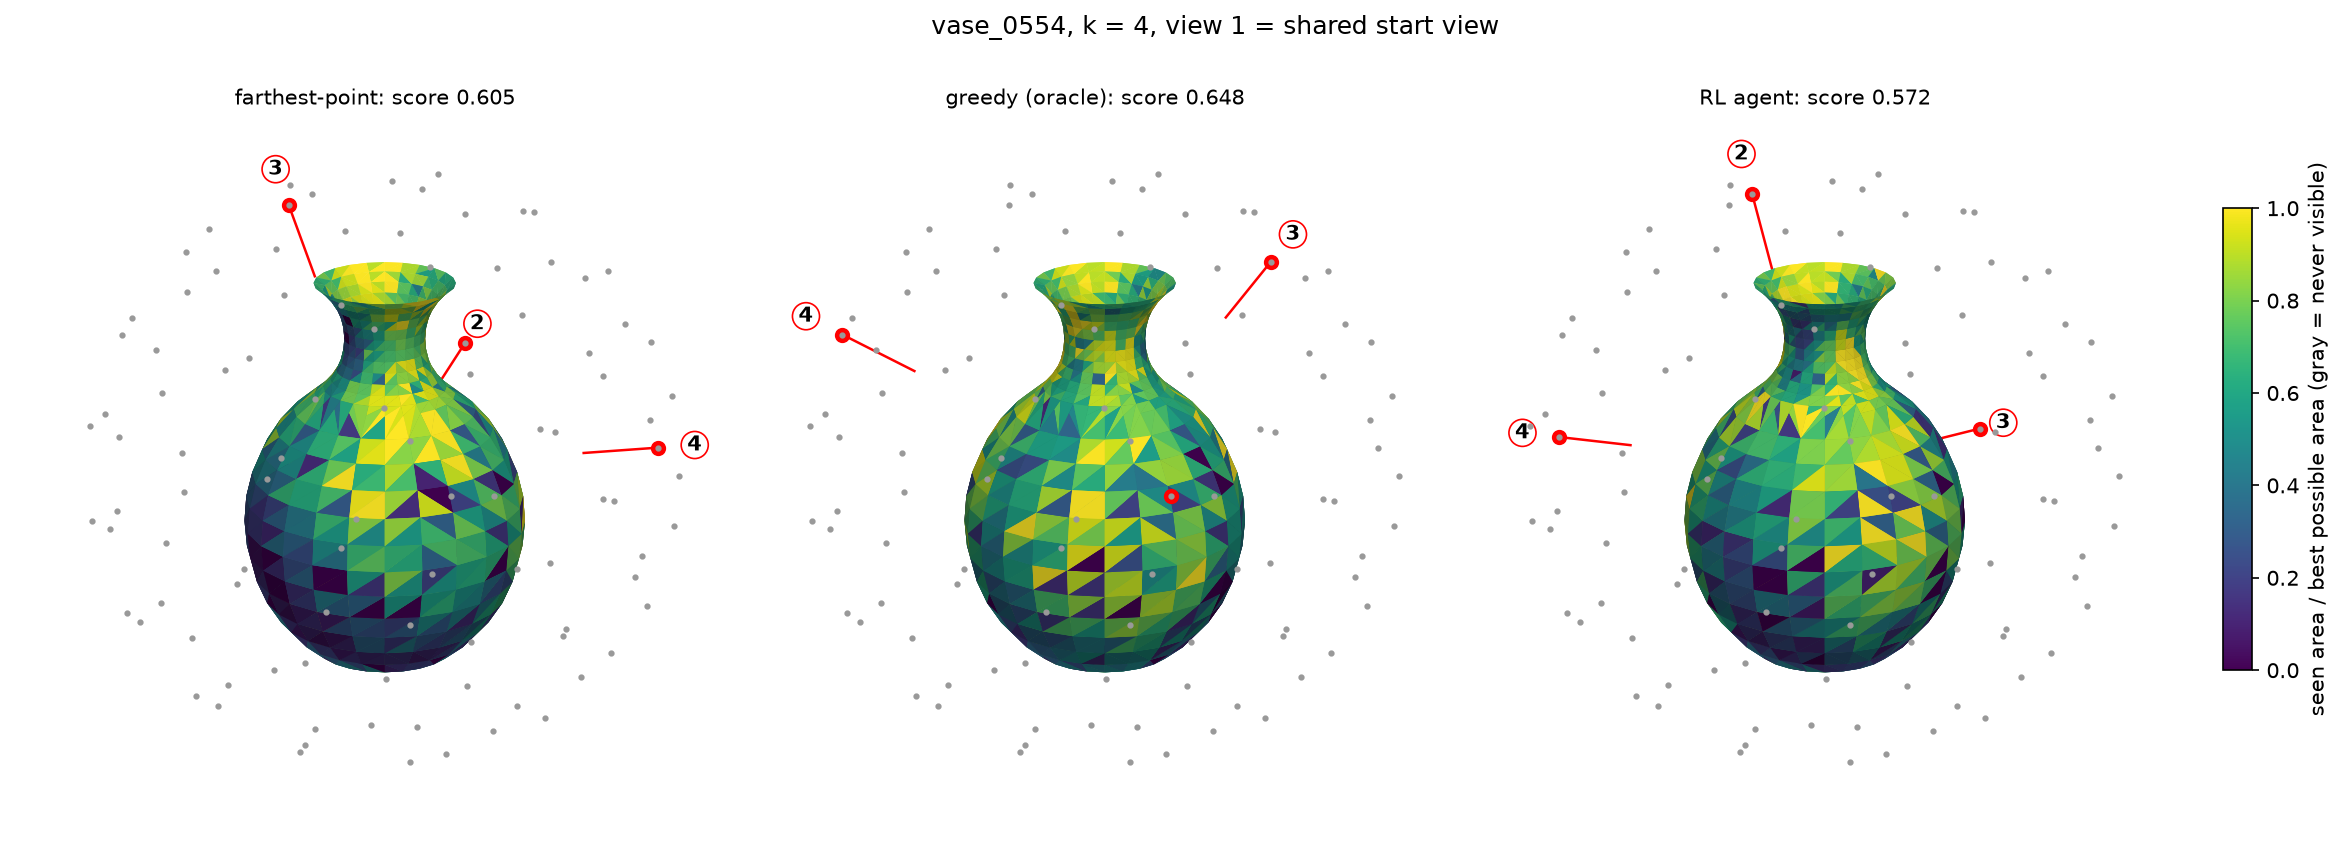 vase_0554, k = 4, view 1 = shared start view
farthest-point: score 0.605
greedy (oracle): score 0.648
RL agent: score 0.572
3
2
4
3
4
2
3
4
1.0
0.8
0.6
0.4
0.2
0.0
seen area / best possible area (gray = never visible)